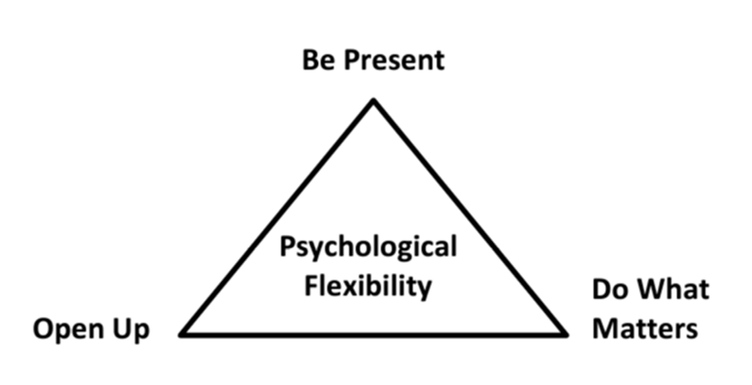 Be Present
Psychological
Flexibility
Open Up
Do What
Matters